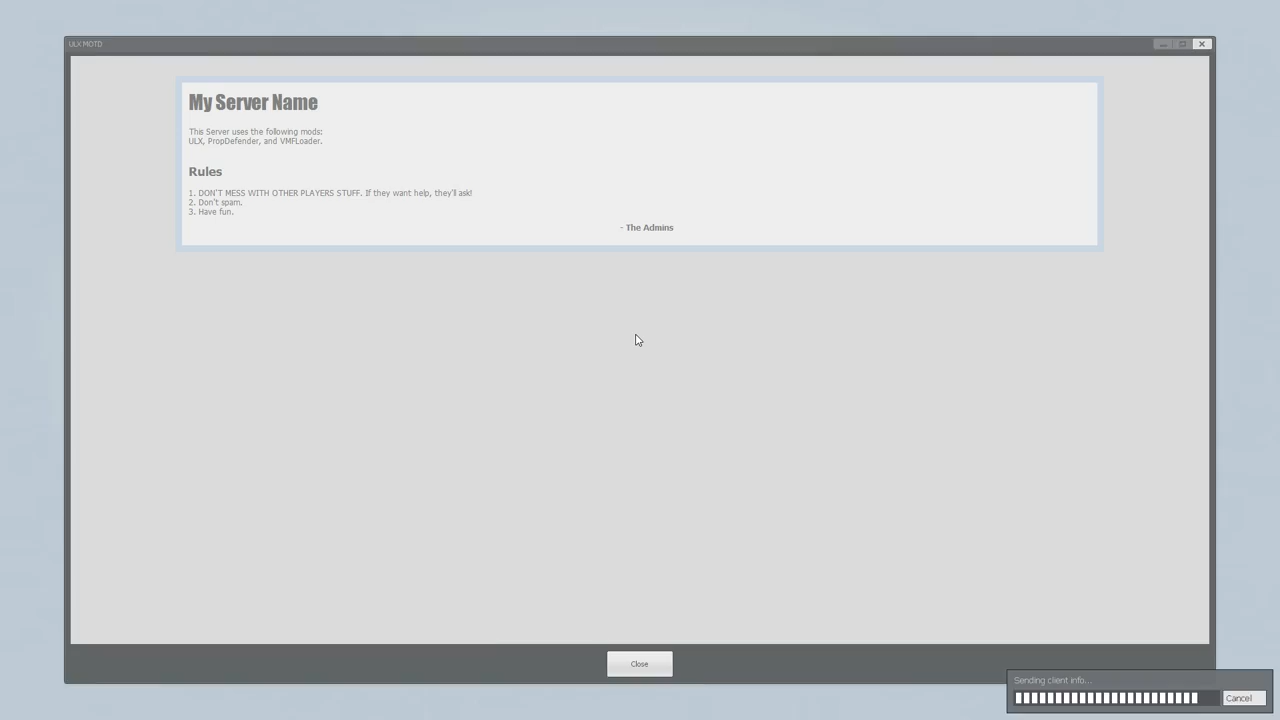 ULX MOTD
My Server Name
This Server uses the following mods:
ULX, PropDefender, and VMFLoader.
Rules
1. DON'T MESS WITH OTHER PLAYERS STUFF. If they want help, they'll ask!
2. Don't spam.
3. Have fun.
- The Admins
Close
Sending client info...
Cancel